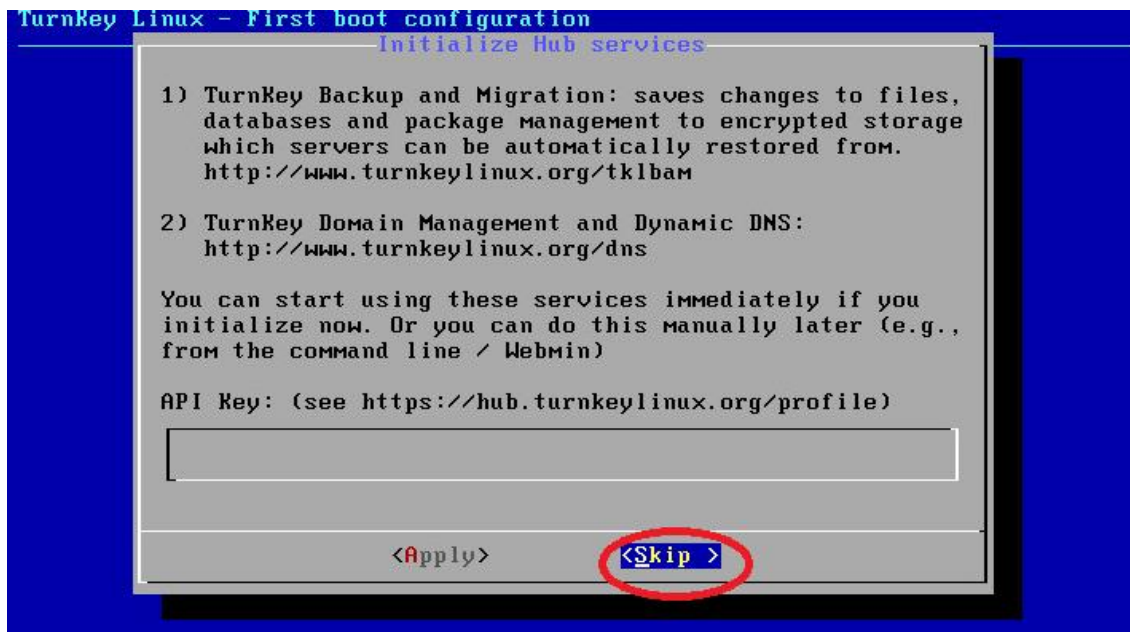 TurnKey Linux - First boot configuration
Initialize Hub services
1) TurnKey Backup and Migration: saves changes to files,
databases and package management to encrypted storage
which servers can be automatically restored from.
http://www.turnkeylinux.org/tklbam
2) TurnKey Domain Management and Dynamic DNS:
http://www.turnkeylinux.org/dns
You can start using these services immediately if you
initialize now. Or you can do this manually later (e.g.,
from the command line / Webmin)
API Key: (see https://hub.turnkeylinux.org/profile)
<Apply> <Skip >